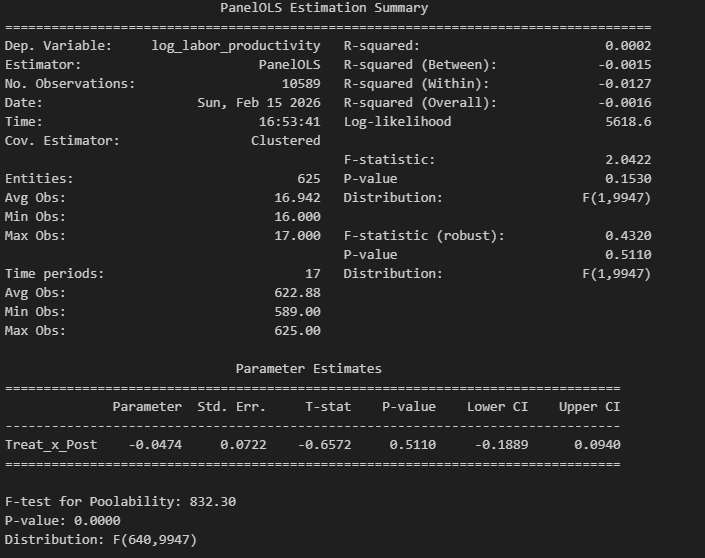 PanelOLS Estimation Summary
================================================================================
Dep. Variable: log_labor_productivity R-squared: 0.0002
Estimator: PanelOLS R-squared (Between): -0.0015
No. Observations: 10589 R-squared (Within): -0.0127
Date: Sun, Feb 15 2026 R-squared (Overall): -0.0016
Time: 16:53:41 Log-likelihood 5618.6
Cov. Estimator: Clustered
F-statistic: 2.0422
Entities: 625 P-value 0.1530
Avg Obs: 16.942 Distribution: F(1,9947)
Min Obs: 16.000
Max Obs: 17.000 F-statistic (robust): 0.4320
P-value 0.5110
Time periods: 17 Distribution: F(1,9947)
Avg Obs: 622.88
Min Obs: 589.00
Max Obs: 625.00
Parameter Estimates
==============================================================================
Parameter Std. Err. T-stat P-value Lower CI Upper CI
------------------------------------------------------------------------------
Treat_x_Post -0.0474 0.0722 -0.6572 0.5110 -0.1889 0.0940
==============================================================================
F-test for Poolability: 832.30
P-value: 0.0000
Distribution: F(640,9947)